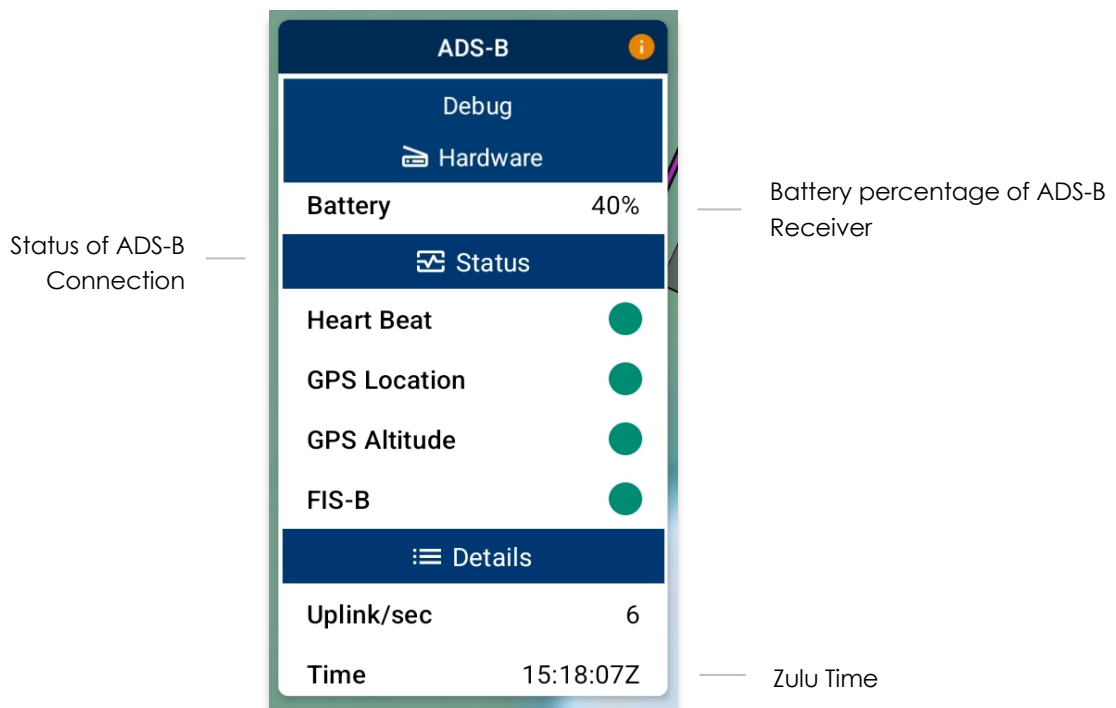 ADS-B
Debug
Hardware
Battery 40%
Battery percentage of ADS-B
Receiver
Status of ADS-B
Connection
Status
Heart Beat
GPS Location
GPS Altitude
FIS-B
Details
Uplink/sec 6
Time 15:18:07Z
Zulu Time